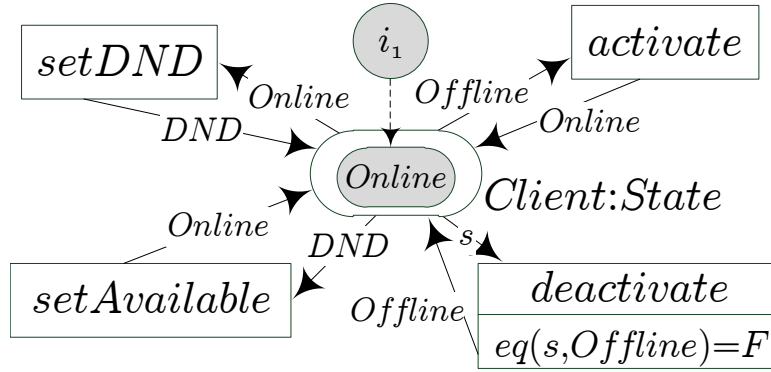 i₁
setDND
activate
Online
Offline
DND
Online
Online
Client:State
Online
DND
s
setAvailable
Offline
deactivate
eq(s,Offline)=F